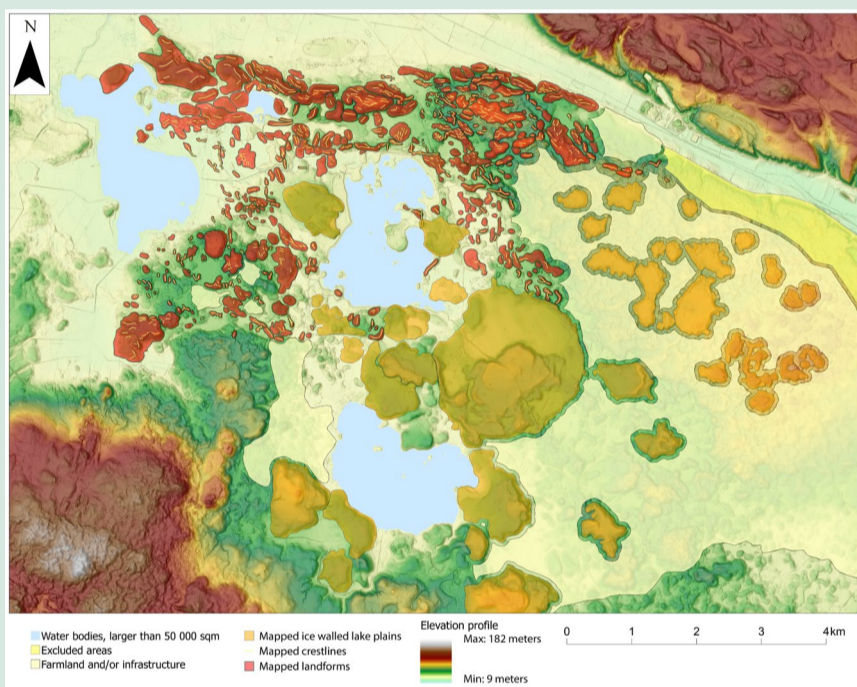 N
Water bodies, larger than 50 000 sqm
Excluded areas
Farmland and/or infrastructure
Mapped ice walled lake plains
Mapped crestlines
Mapped landforms
Elevation profile
Max: 182 meters
Min: 9 meters
0 1 2 3 4km